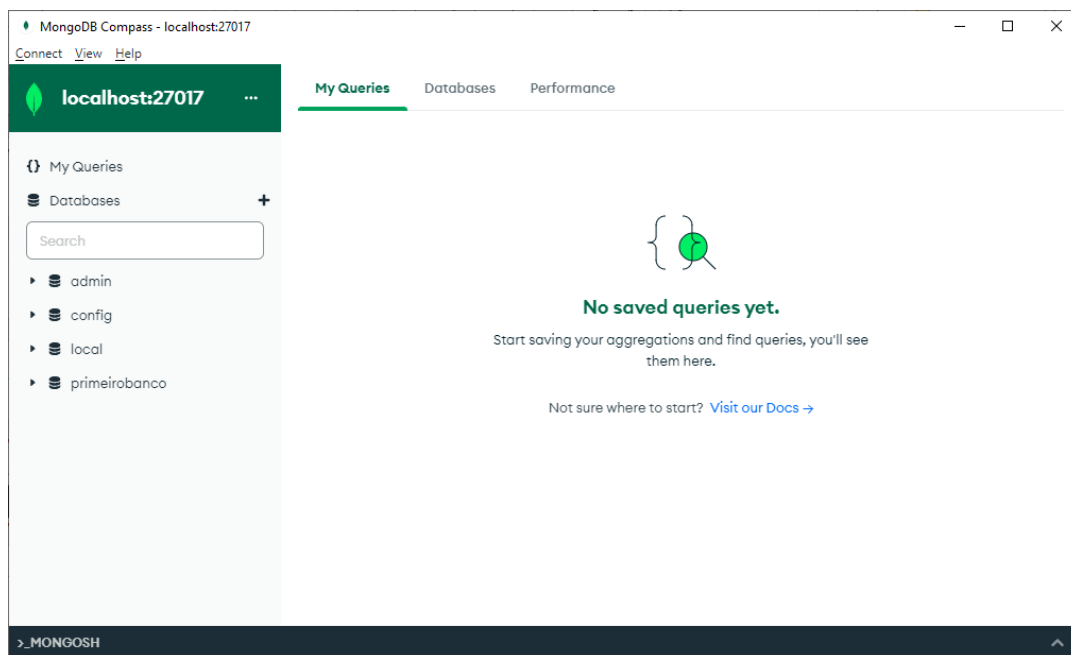 MongoDB Compass - localhost:27017
Connect View Help
localhost:27017 ...
My Queries Databases Performance
{} My Queries
Databases +
Search
admin
config
local
primeirobanco
No saved queries yet.
Start saving your aggregations and find queries, you'll see
them here.
Not sure where to start? Visit our Docs →
>_MONGOSH